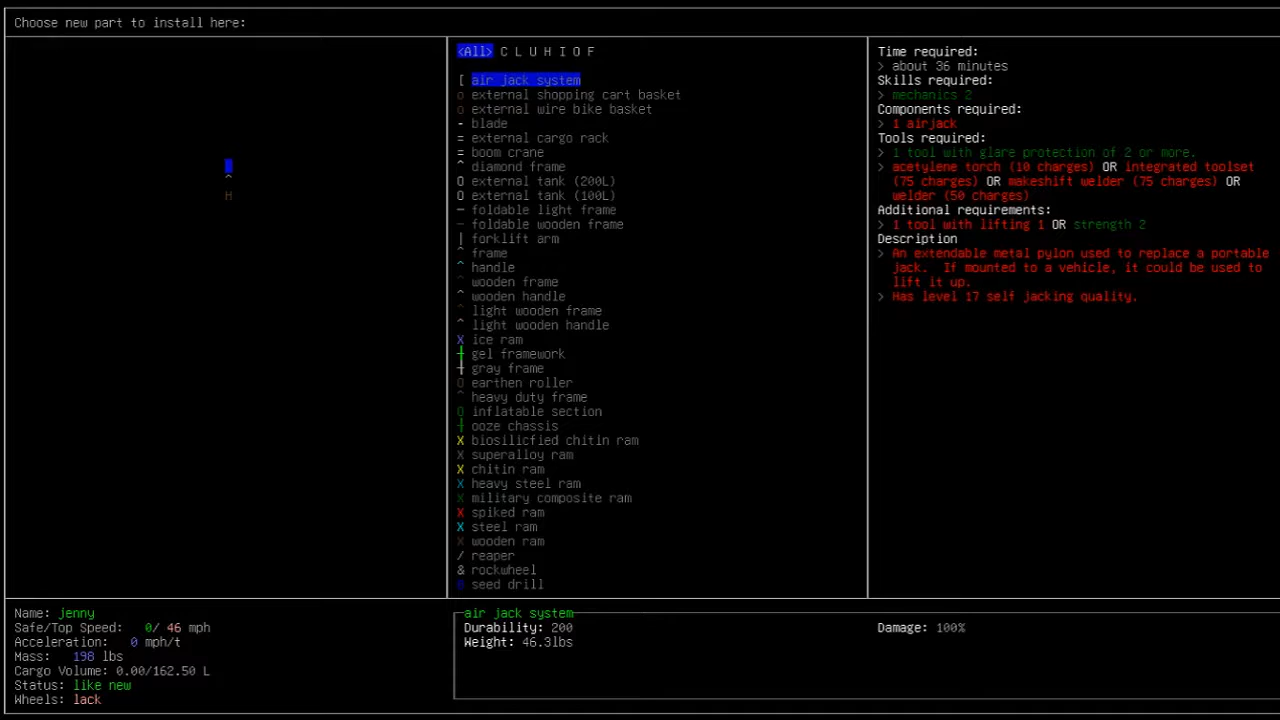 Choose new part to install here:
<All> C L U H I O F
[ air jack system
o external shopping cart basket
o external wire bike basket
- blade
= external cargo rack
= boom crane
^ diamond frame
O external tank (200L)
O external tank (100L)
- foldable light frame
- foldable wooden frame
| forklift arm
^ frame
^ handle
^ wooden frame
^ wooden handle
^ light wooden frame
^ light wooden handle
X ice ram
┼ gel framework
┼ gray frame
O earthen roller
^ heavy duty frame
O inflatable section
┼ ooze chassis
X biosilicfied chitin ram
X superalloy ram
X chitin ram
X heavy steel ram
X military composite ram
X spiked ram
X steel ram
X wooden ram
/ reaper
& rockwheel
seed drill
Time required:
> about 36 minutes
Skills required:
> mechanics 2
Components required:
> 1 airjack
Tools required:
> 1 tool with glare protection of 2 or more.
> acetylene torch (10 charges) OR integrated toolset
(75 charges) OR makeshift welder (75 charges) OR
welder (50 charges)
Additional requirements:
> 1 tool with lifting 1 OR strength 2
Description
> An extendable metal pylon used to replace a portable
jack.  If mounted to a vehicle, it could be used to
lift it up.
> Has level 17 self jacking quality.
^
H
Name: jenny
Safe/Top Speed:   0/ 46 mph
Acceleration:   0 mph/t
Mass:   198 lbs
Cargo Volume: 0.00/162.50 L
Status: like new
Wheels: lack
air jack system
Durability: 200
Weight: 46.3lbs
Damage: 100%